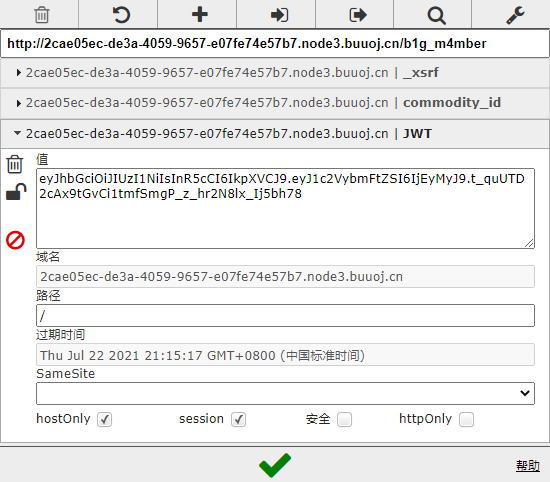 http://2cae05ec-de3a-4059-9657-e07fe74e57b7.node3.buuoj.cn/b1g_m4mber
2cae05ec-de3a-4059-9657-e07fe74e57b7.node3.buuoj.cn | _xsrf
2cae05ec-de3a-4059-9657-e07fe74e57b7.node3.buuoj.cn | commodity_id
2cae05ec-de3a-4059-9657-e07fe74e57b7.node3.buuoj.cn | JWT
值
eyJhbGciOiJIUzI1NiIsInR5cCI6IkpXVCJ9.eyJ1c2VybmFtZSI6IjEyMyJ9.t_quUTD
2cAx9tGvCi1tmfSmgP_z_hr2N8lx_Ij5bh78
域名
2cae05ec-de3a-4059-9657-e07fe74e57b7.node3.buuoj.cn
路径
/
过期时间
Thu Jul 22 2021 21:15:17 GMT+0800 (中国标准时间)
SameSite
hostOnly session 安全 httpOnly
帮助